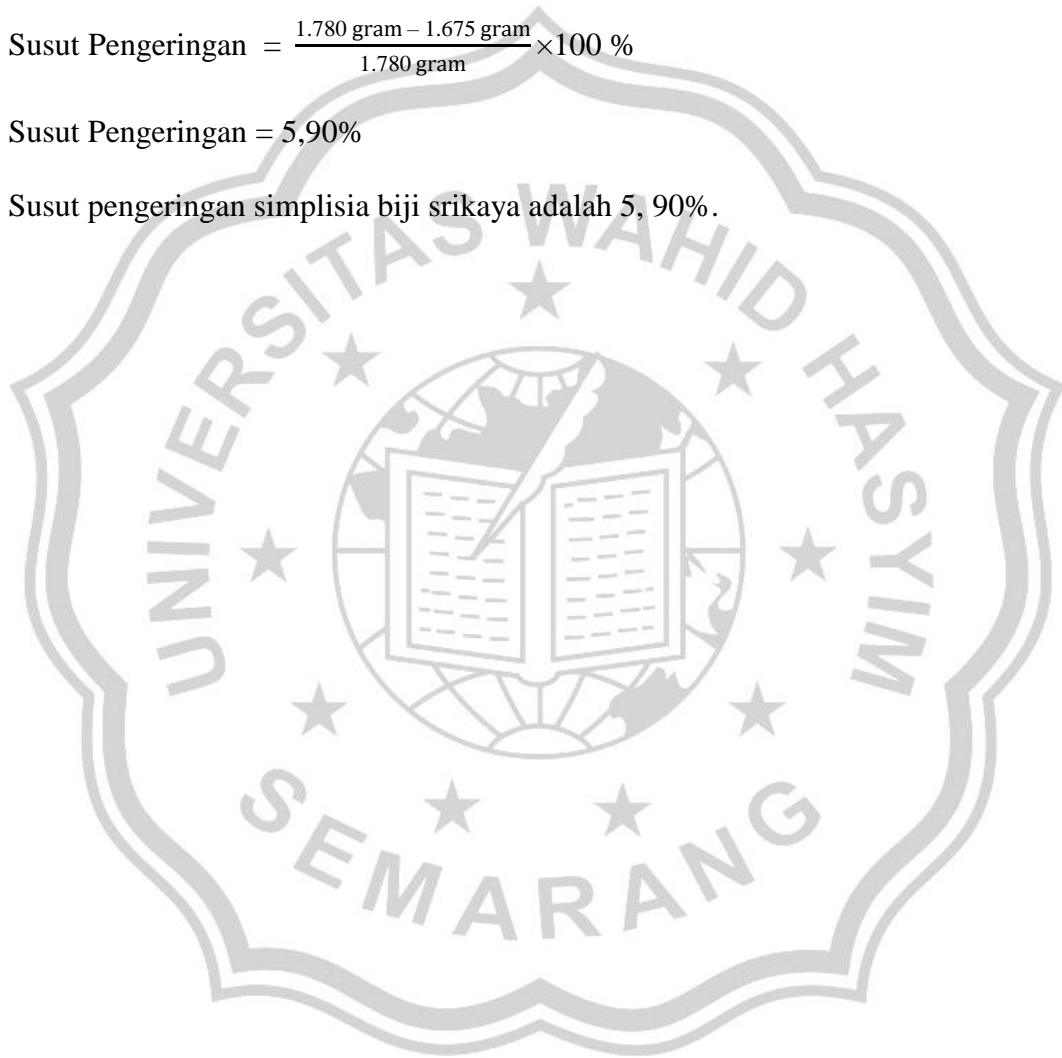 Susut Pengeringan = \frac{1.780 gram – 1.675 gram}{1.780 gram} ×100 %
Susut Pengeringan = 5,90%
Susut pengeringan simplisia biji srikaya adalah 5, 90%.
UNIVERSITAS WAHID HASYIM
SEMARANG